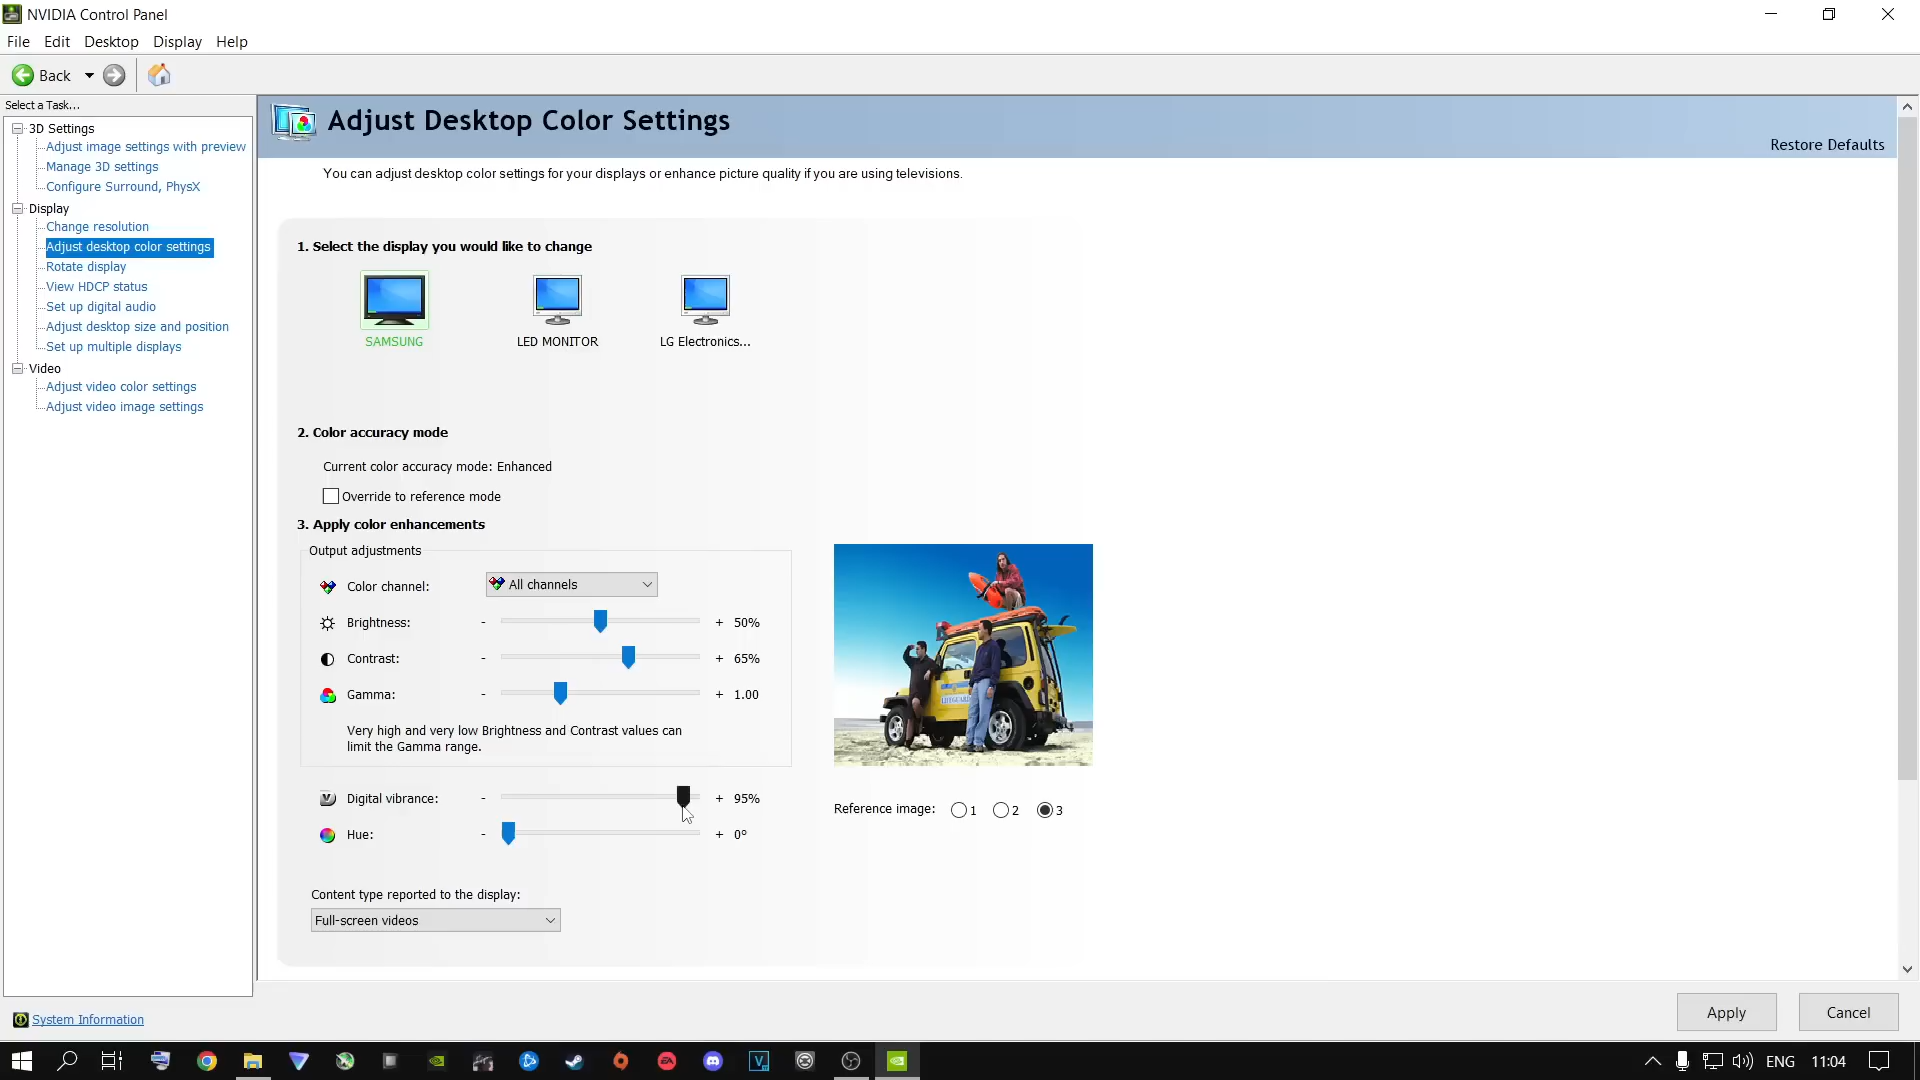 NVIDIA Control Panel
File Edit Desktop Display Help
Back
Select a Task...
3D Settings
Adjust image settings with preview
Manage 3D settings
Configure Surround, PhysX
Display
Change resolution
Adjust desktop color settings
Rotate display
View HDCP status
Set up digital audio
Adjust desktop size and position
Set up multiple displays
Video
Adjust video color settings
Adjust video image settings
System Information
Adjust Desktop Color Settings
Restore Defaults
You can adjust desktop color settings for your displays or enhance picture quality if you are using televisions.
1. Select the display you would like to change
SAMSUNG LED MONITOR LG Electronics...
2. Color accuracy mode
Current color accuracy mode: Enhanced
Override to reference mode
3. Apply color enhancements
Output adjustments
Color channel: All channels
Brightness: - + 50%
Contrast: - + 65%
Gamma: - + 1.00
Very high and very low Brightness and Contrast values can
limit the Gamma range.
Digital vibrance: - + 95%
Hue: - + 0°
LIFEGUARD
Reference image: 1 2 3
Content type reported to the display:
Full-screen videos
Apply Cancel
ENG 11:04